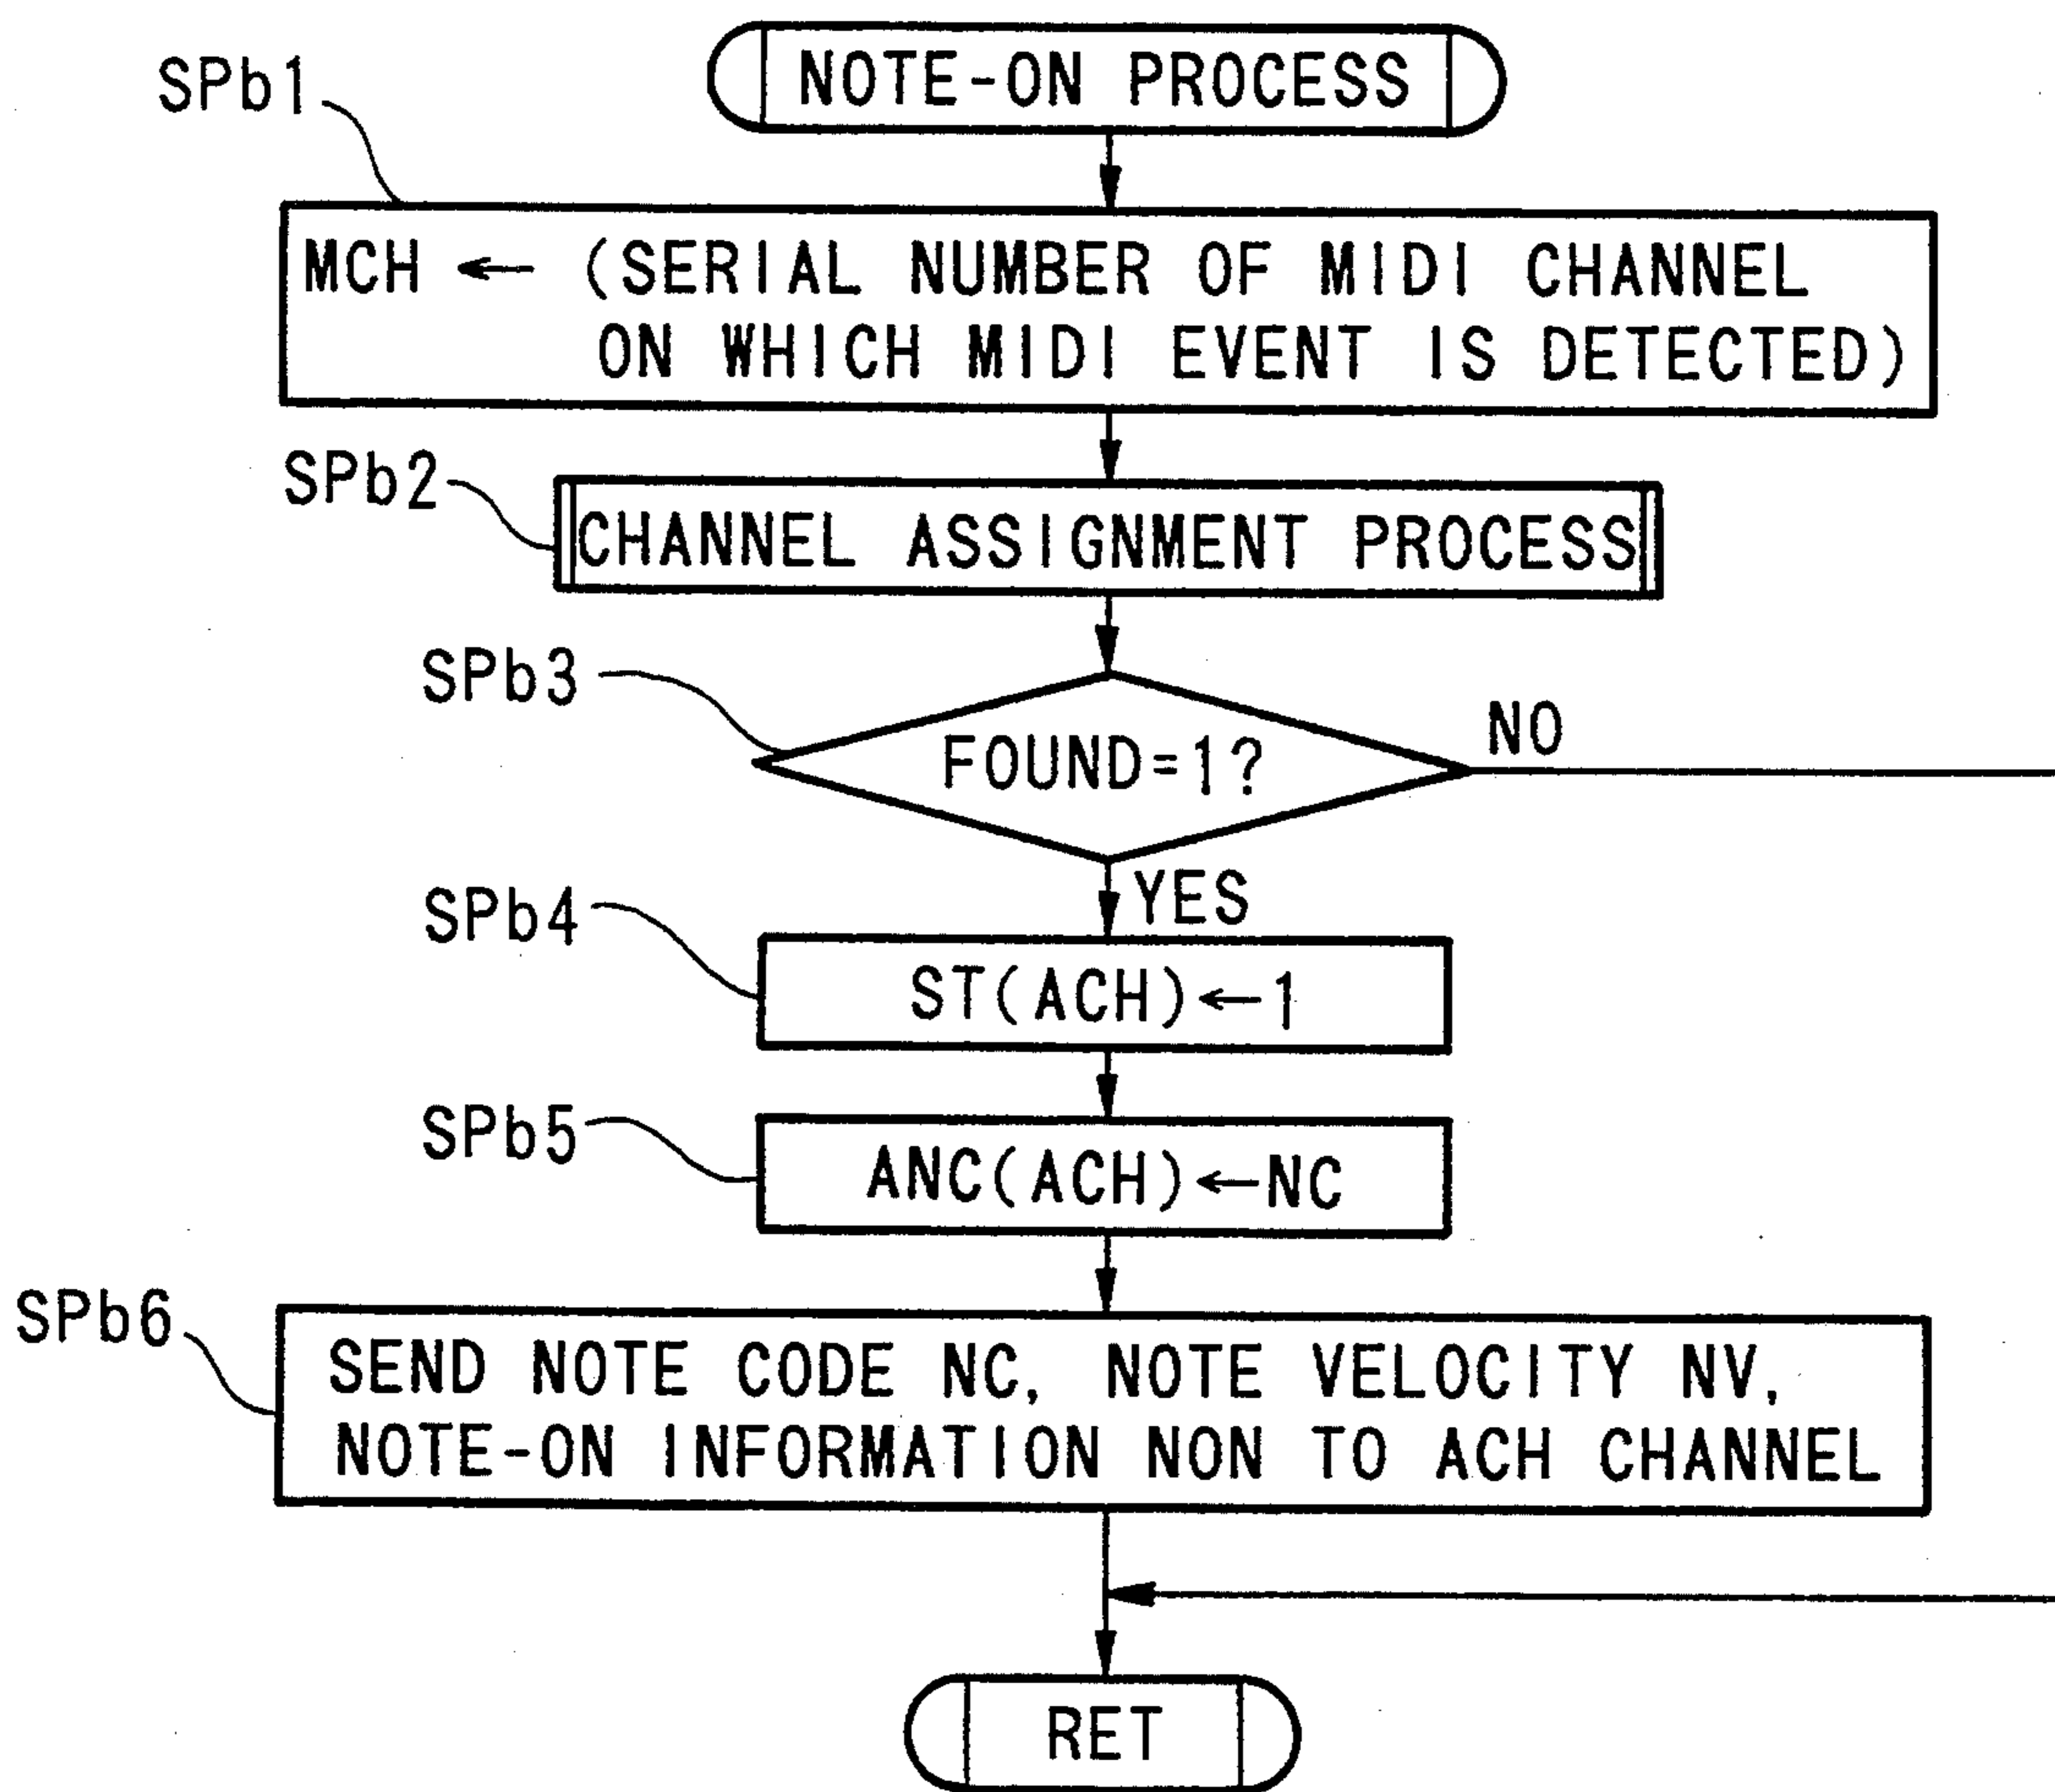 NOTE-ON PROCESS
SPb1
MCH ← (SERIAL NUMBER OF MIDI CHANNEL
ON WHICH MIDI EVENT IS DETECTED)
SPb2
CHANNEL ASSIGNMENT PROCESS
SPb3
FOUND=1?
NO
YES
SPb4
ST(ACH)←1
SPb5
ANC(ACH)←NC
SPb6
SEND NOTE CODE NC, NOTE VELOCITY NV,
NOTE-ON INFORMATION NON TO ACH CHANNEL
RET